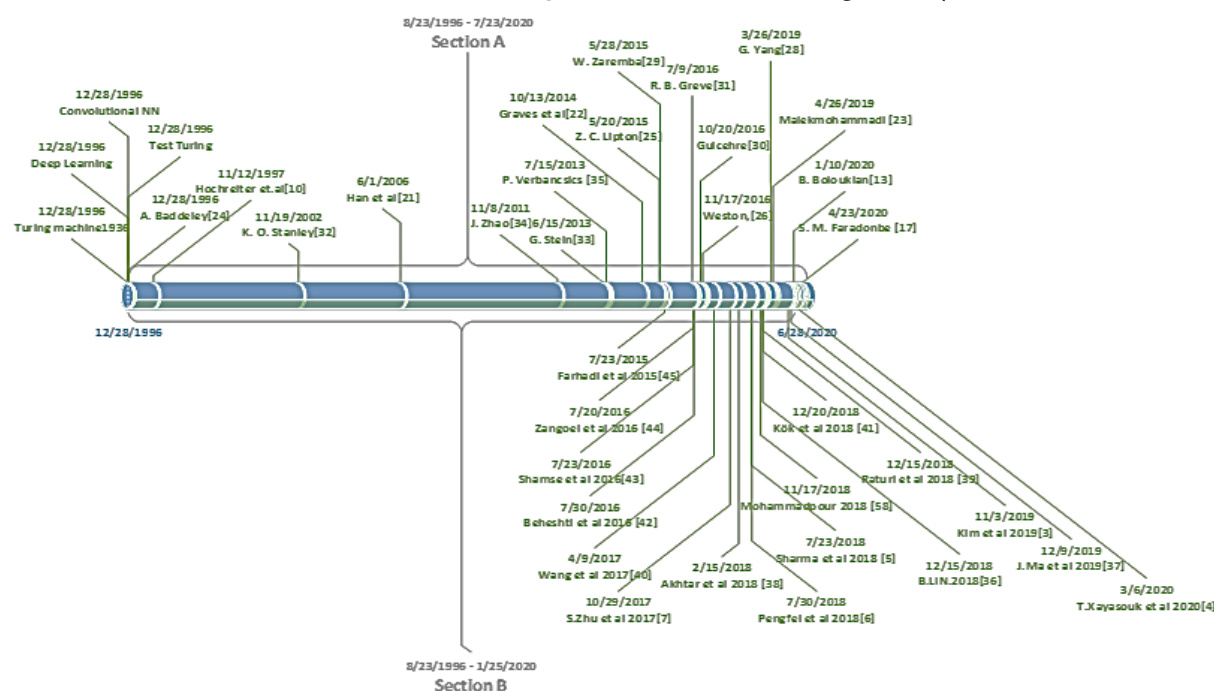 8/23/1996 - 7/23/2020
Section A
12/28/1996
Convolutional NN
12/28/1996
Test Turing
12/28/1996
Deep Learning
11/12/1997
Hochreiter et.al[10]
12/28/1996
A. Baddeley[24]
12/28/1996
Turing machine1936
11/19/2002
K. O. Stanley[32]
6/1/2006
Han et al[21]
11/8/2011
J. Zhao[34]
6/15/2013
G. Stein[33]
7/15/2013
P. Verbancsics [35]
10/13/2014
Graves et al[22]
5/20/2015
Z. C. Lipton[25]
5/28/2015
W. Zaremba[29]
7/9/2016
R. B. Greve[31]
10/20/2016
Gulcehre[30]
11/17/2016
Weston, [26]
3/26/2019
G. Yang[28]
4/26/2019
Malekmohammadi [23]
1/10/2020
B. Bolouklan[13]
4/23/2020
S. M. Faradonbe [17]
12/28/1996
6/28/2020
7/23/2015
Farhadi et al 2015[45]
7/20/2016
Zangoei et al 2016 [44]
7/23/2016
Shamse et al 2016[43]
7/30/2016
Beheshti et al 2016 [42]
4/9/2017
Wang et al 2017[40]
10/29/2017
S.Zhu et al 2017[7]
2/15/2018
Akhtar et al 2018 [38]
7/30/2018
Pengfei et al 2018[6]
7/23/2018
Sharma et al 2018 [5]
11/17/2018
Mohammadpour 2018 [58]
12/20/2018
Kök et al 2018 [41]
12/15/2018
Raturi et al 2018 [39]
12/15/2018
B.LIN.2018[36]
11/3/2019
Kim et al 2019[3]
12/9/2019
J.Ma et al 2019[37]
3/6/2020
T.Xayasouk et al 2020[4]
8/23/1996 - 1/25/2020
Section B